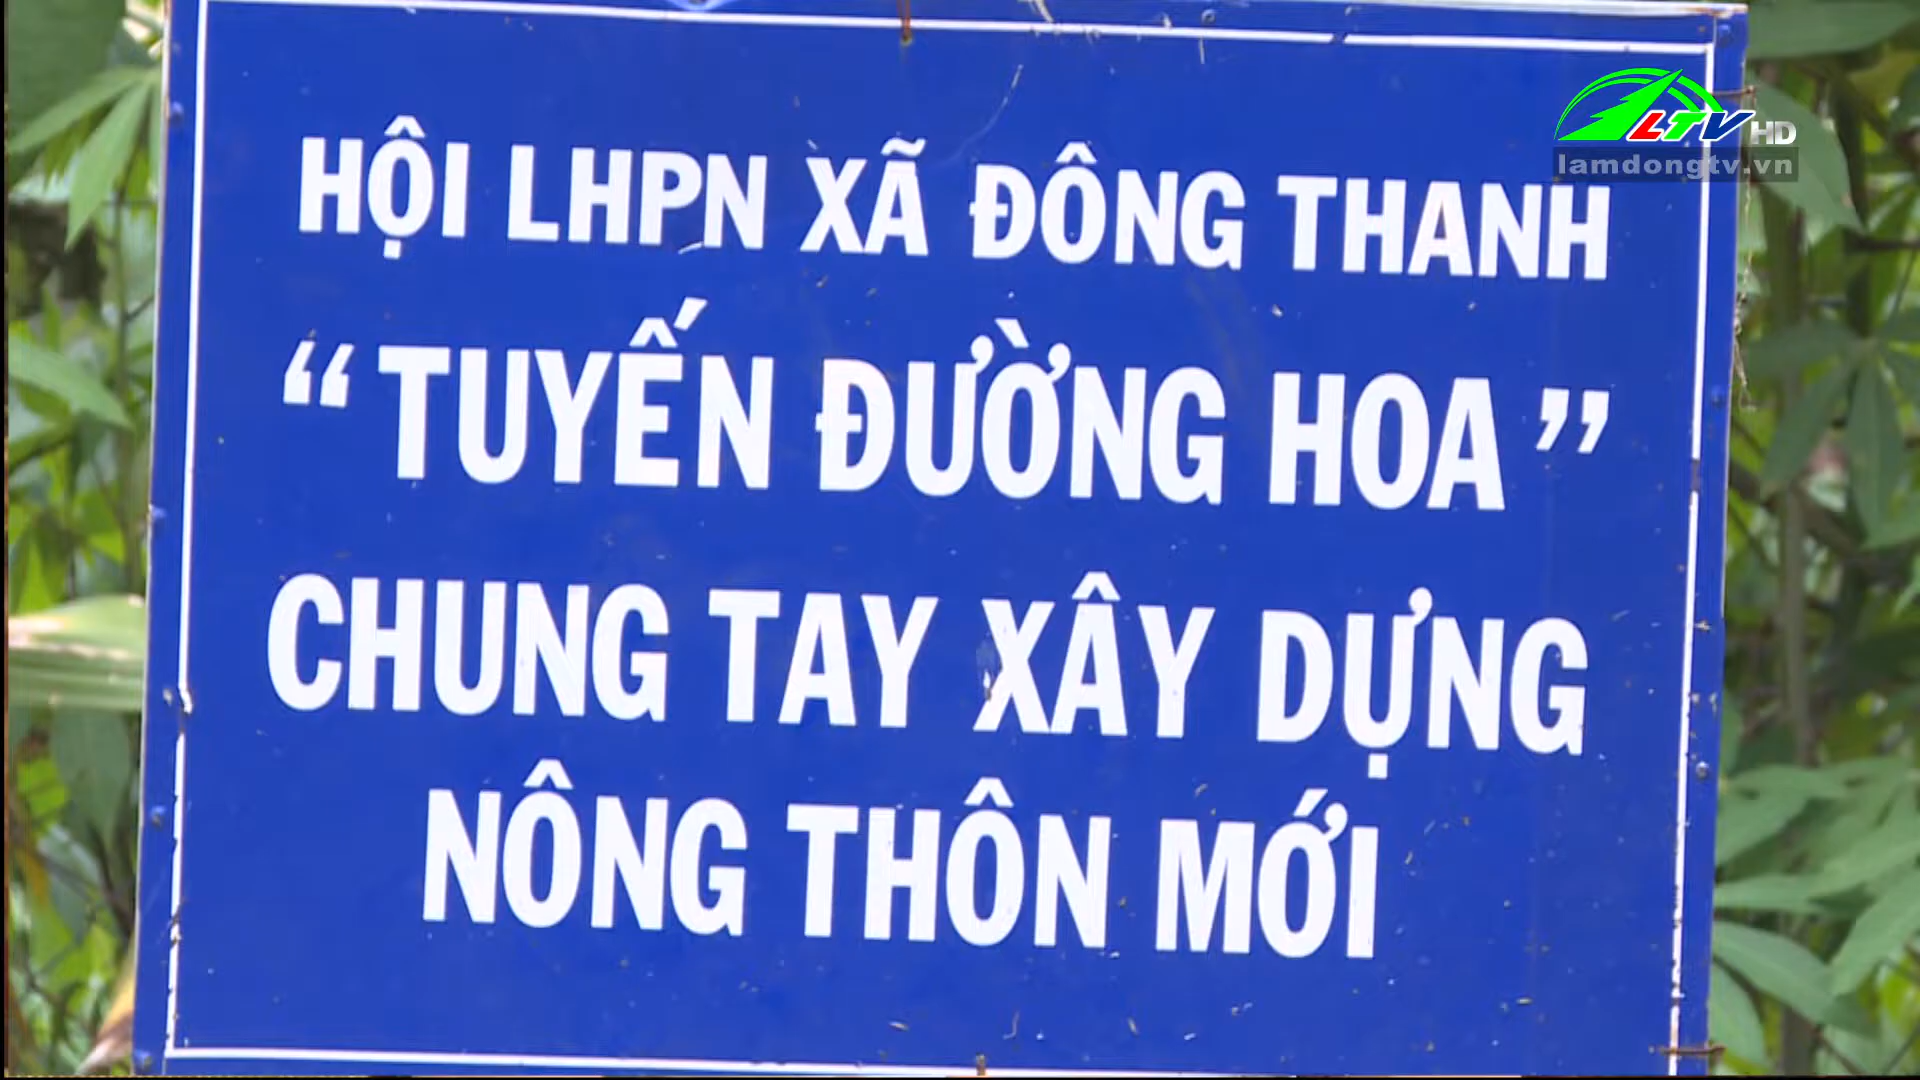 LTV HD
lamdongtv.vn
HỘI LHPN XÃ ĐÔNG THANH
“TUYẾN ĐƯỜNG HOA”
CHUNG TAY XÂY DỰNG
NÔNG THÔN MỚI